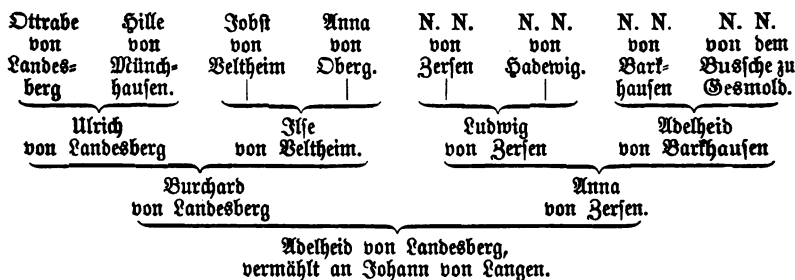 Ottrabe Hille Jobst Anna N. N. N. N. N. N. N. N.
von von von von von von von von dem
Landes= Münch= Veltheim Oberg. Zersen Hadewig. Bark= Bussche zu
berg hausen. hausen Gesmold.
Ulrich Ilse Ludwig Adelheid
von Landesberg von Veltheim. von Zersen von Barkhausen
Burchard Anna
von Landesberg von Zersen.
Adelheid von Landesberg,
vermählt an Johann von Langen.